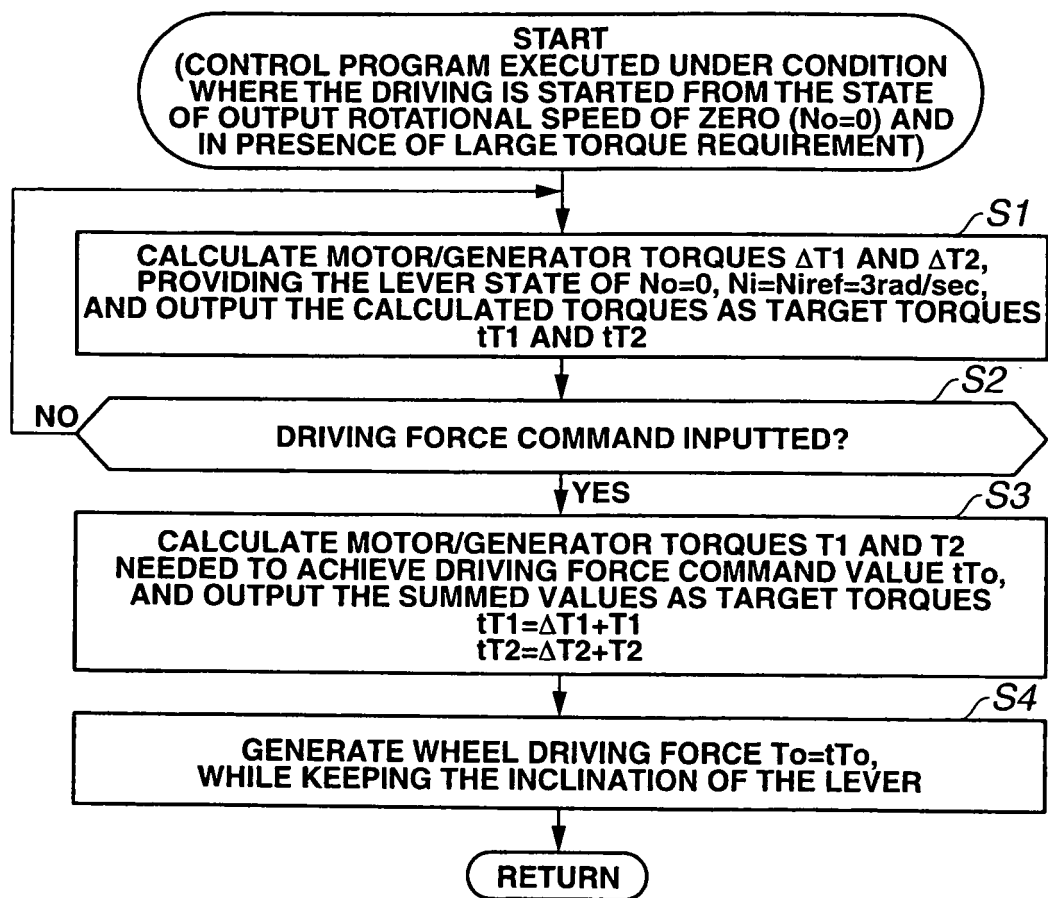 START
(CONTROL PROGRAM EXECUTED UNDER CONDITION
WHERE THE DRIVING IS STARTED FROM THE STATE
OF OUTPUT ROTATIONAL SPEED OF ZERO (No=0) AND
IN PRESENCE OF LARGE TORQUE REQUIREMENT)
S1
CALCULATE MOTOR/GENERATOR TORQUES ΔT1 AND ΔT2,
PROVIDING THE LEVER STATE OF No=0, Ni=Niref=3rad/sec,
AND OUTPUT THE CALCULATED TORQUES AS TARGET TORQUES
tT1 AND tT2
S2
NO
DRIVING FORCE COMMAND INPUTTED?
YES
S3
CALCULATE MOTOR/GENERATOR TORQUES T1 AND T2
NEEDED TO ACHIEVE DRIVING FORCE COMMAND VALUE tTo,
AND OUTPUT THE SUMMED VALUES AS TARGET TORQUES
tT1=ΔT1+T1
tT2=ΔT2+T2
S4
GENERATE WHEEL DRIVING FORCE To=tTo,
WHILE KEEPING THE INCLINATION OF THE LEVER
RETURN